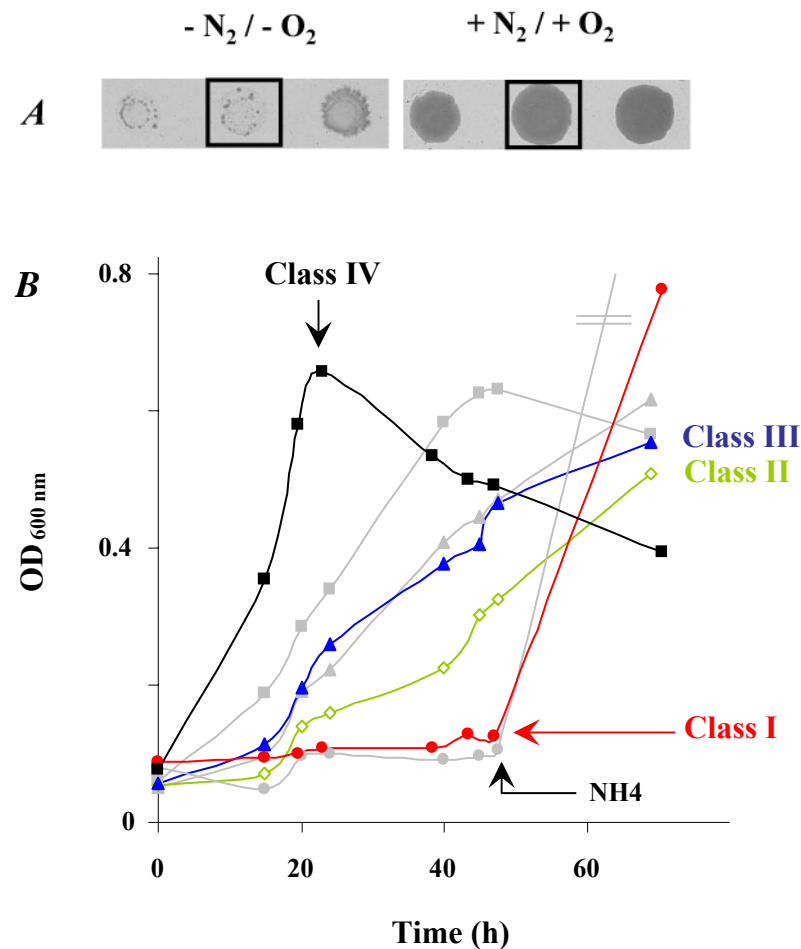 - N₂ / - O₂
+ N₂ / + O₂
A
B
Class IV
0.8
Class III
Class II
OD 600 nm
0.4
Class I
NH4
0
0
20
40
60
Time (h)